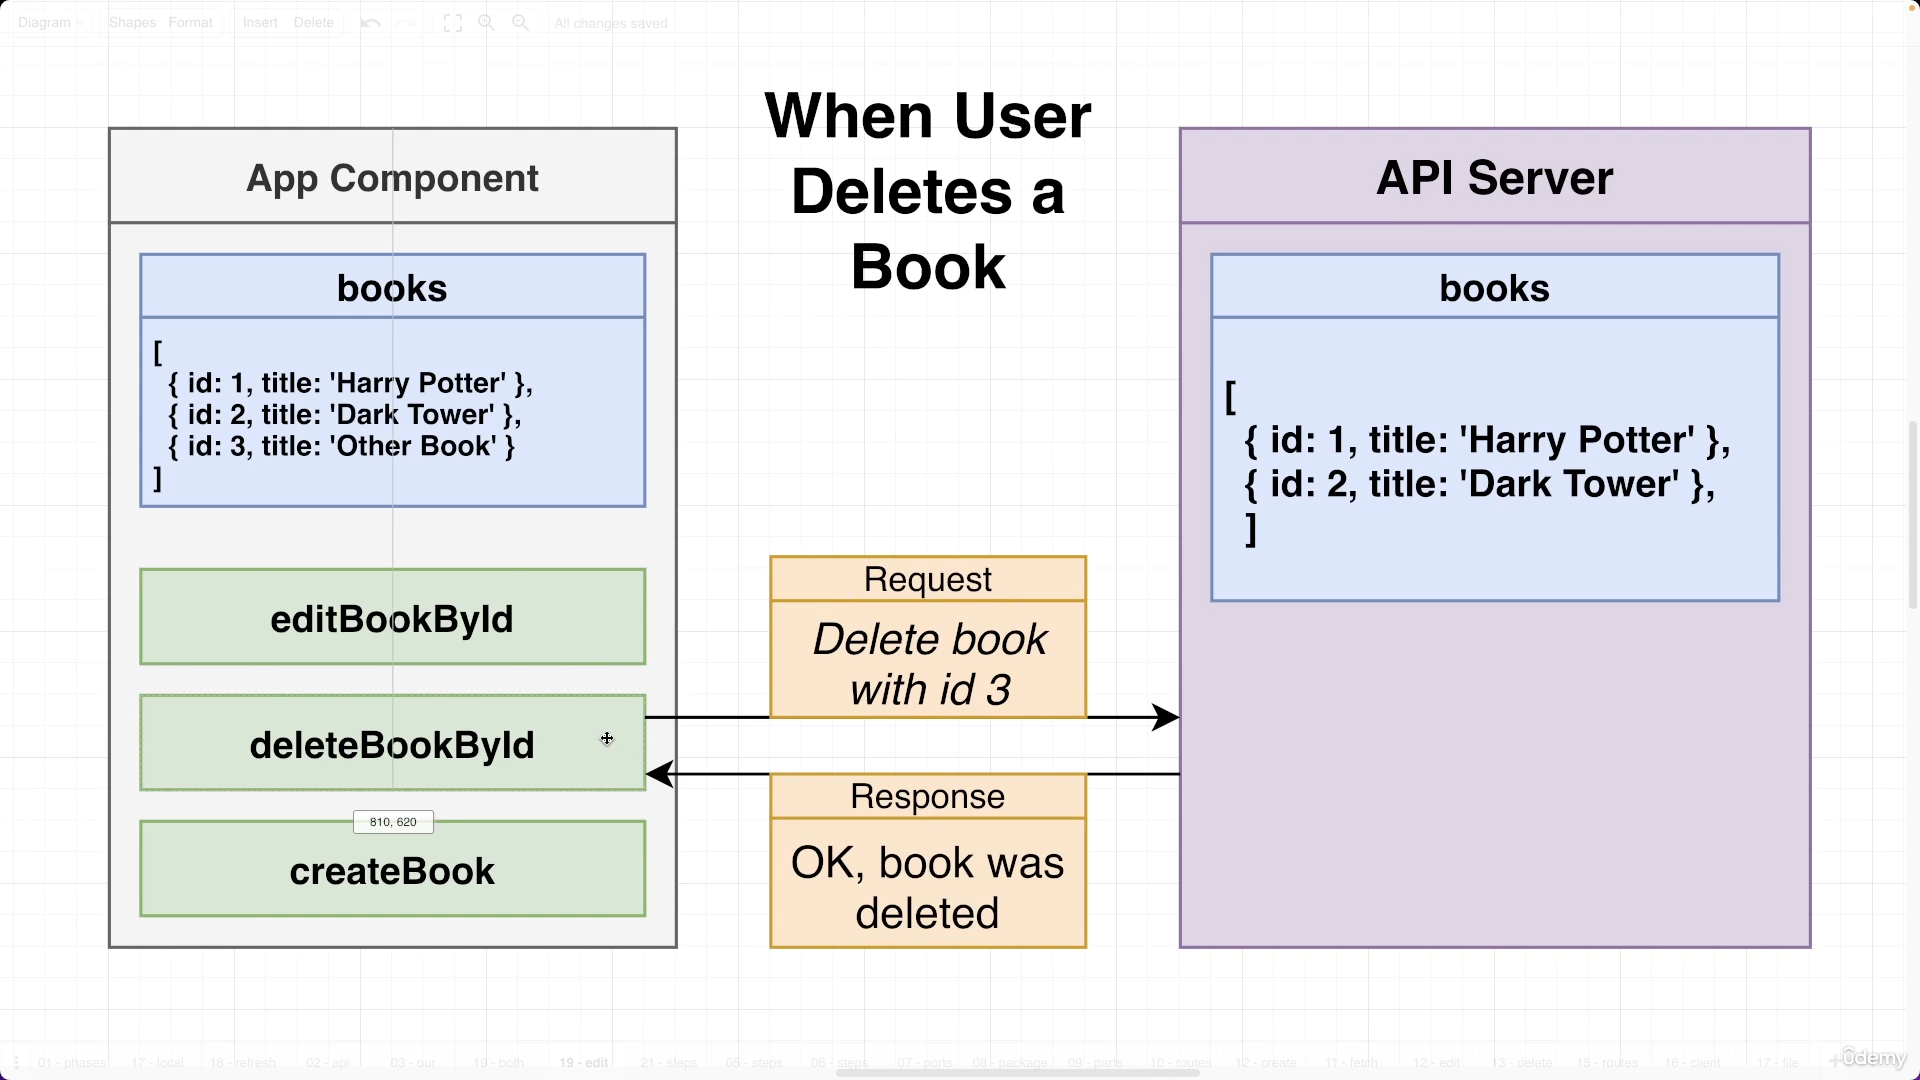 Diagram Shapes Format Insert Delete All changes saved
When User
Deletes a
Book
App Component
books
[
{ id: 1, title: 'Harry Potter' },
{ id: 2, title: 'Dark Tower' },
{ id: 3, title: 'Other Book' }
]
editBookById
deleteBookById
810, 620
createBook
Request
Delete book
with id 3
Response
OK, book was
deleted
API Server
books
[
{ id: 1, title: 'Harry Potter' },
{ id: 2, title: 'Dark Tower' },
]
01 - phases 17 - local 18 - refresh 02 - api 03 - our 19 - both 19 - edit 21 - steps 05 - steps 06 - steps 07 - ports 08 - package 09 - parts 10 - routes 12 - create 11 - fetch 12 - edit 13 - delete 15 - routes 16 - client 17 - file
ûdemy